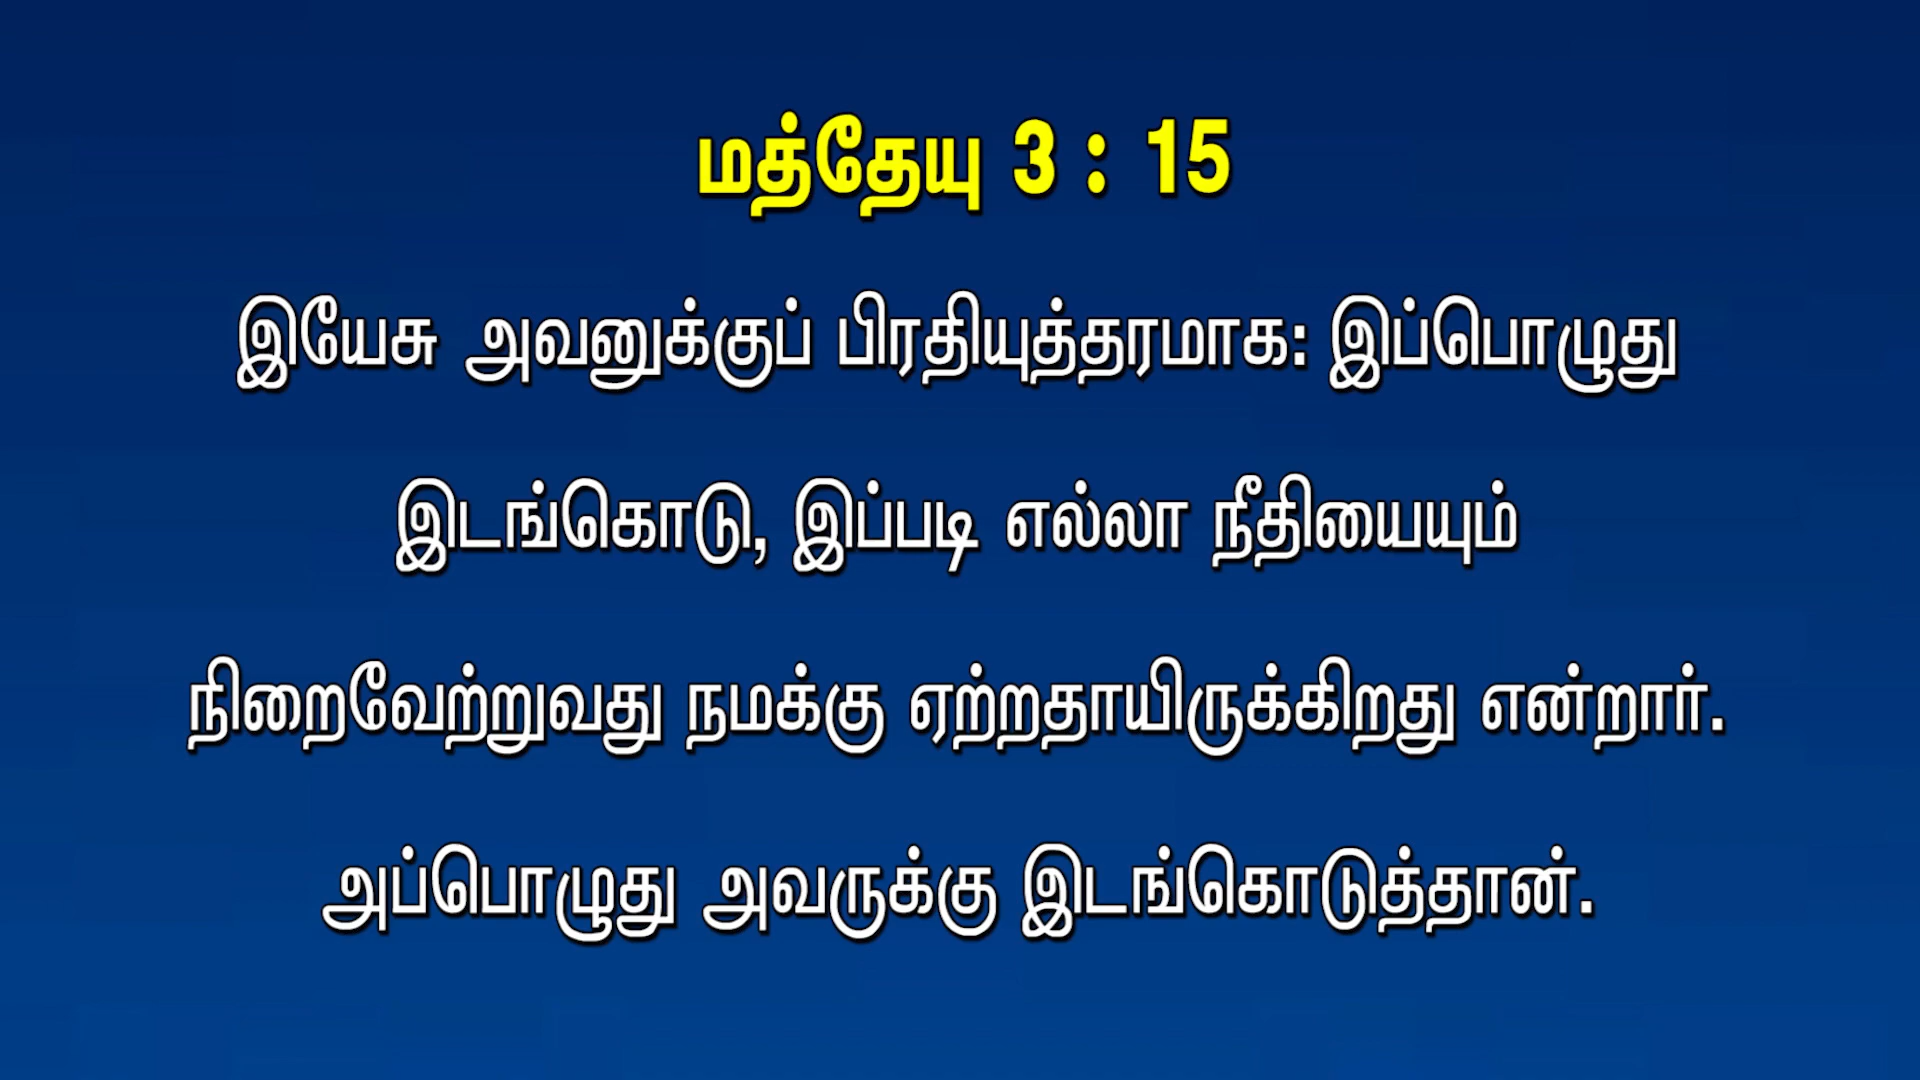 மத்தேயு 3 : 15
இயேசு அவனுக்குப் பிரதியுத்தரமாக: இப்பொழுது
இடங்கொடு, இப்படி எல்லா நீதியையும்
நிறைவேற்றுவது நமக்கு ஏற்றதாயிருக்கிறது என்றார்.
அப்பொழுது அவருக்கு இடங்கொடுத்தான்.